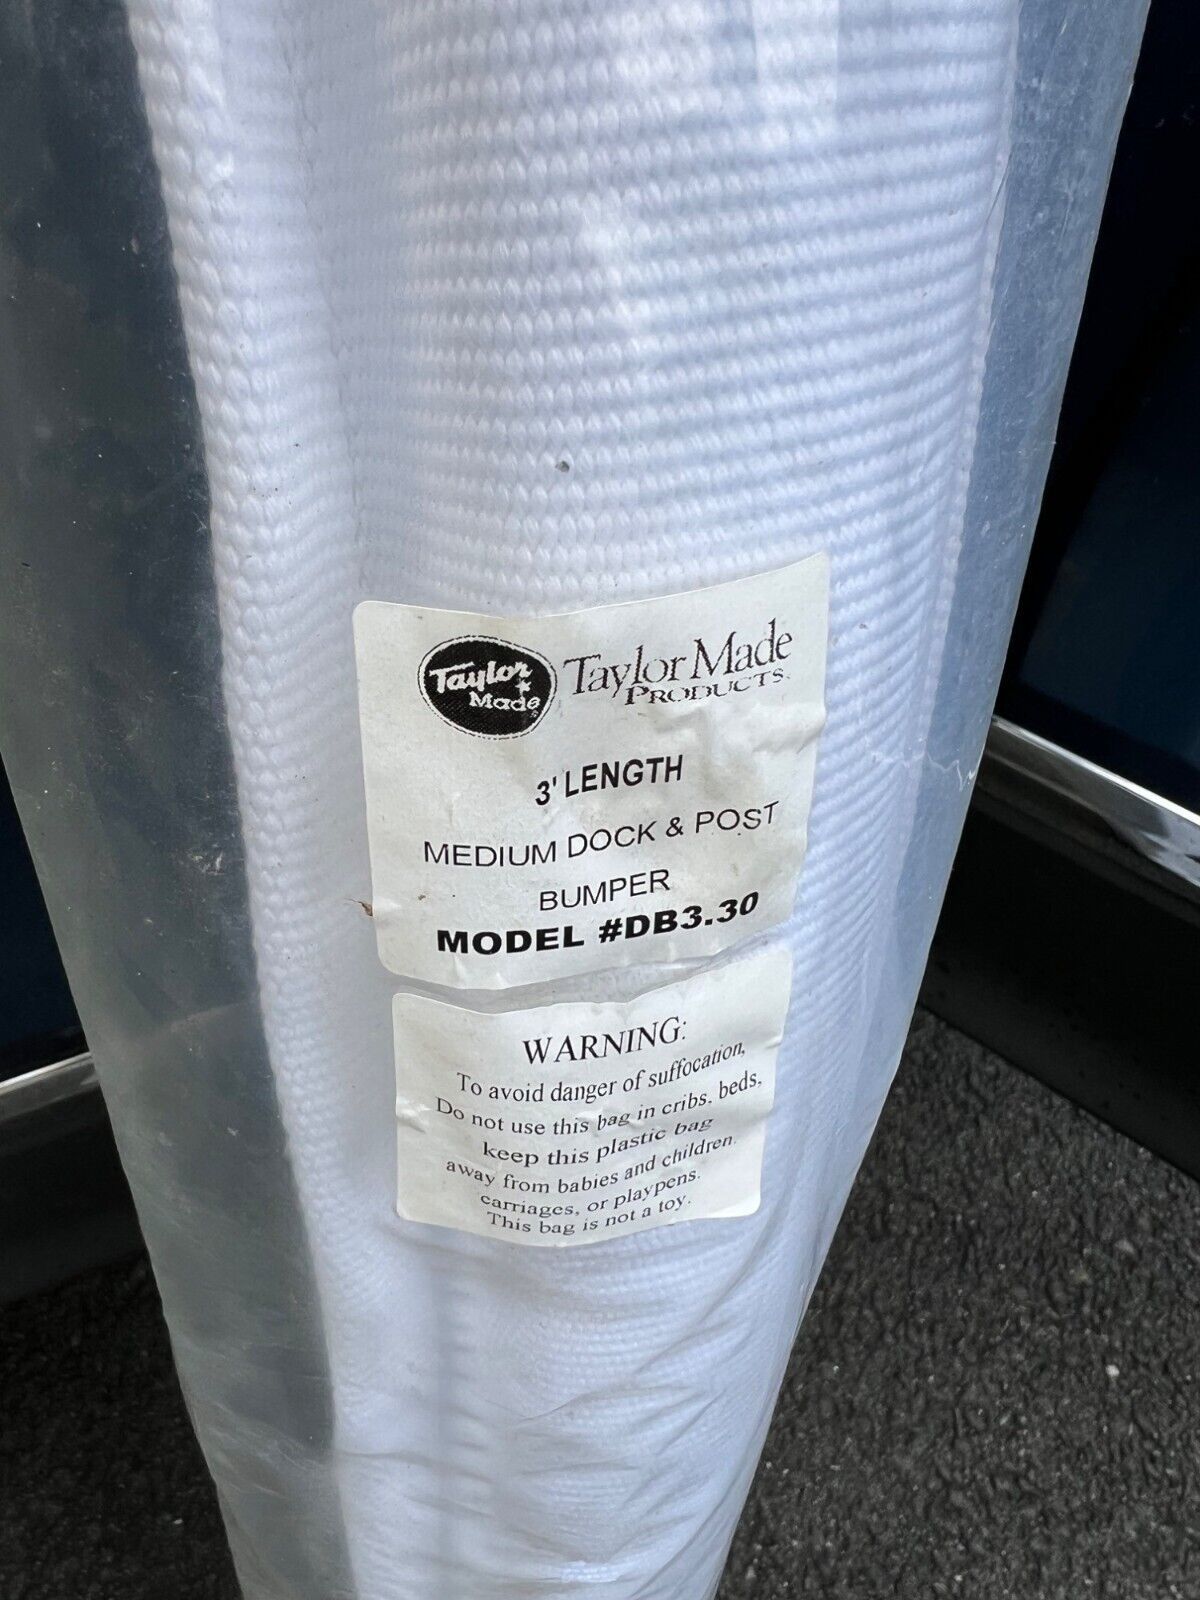 Taylor Made
Taylor Made
PRODUCTS
3' LENGTH
MEDIUM DOCK & POST
BUMPER
MODEL #DB3.30
WARNING:
To avoid danger of suffocation,
Do not use this bag in cribs, beds,
keep this plastic bag
away from babies and children.
carriages, or playpens.
This bag is not a toy.